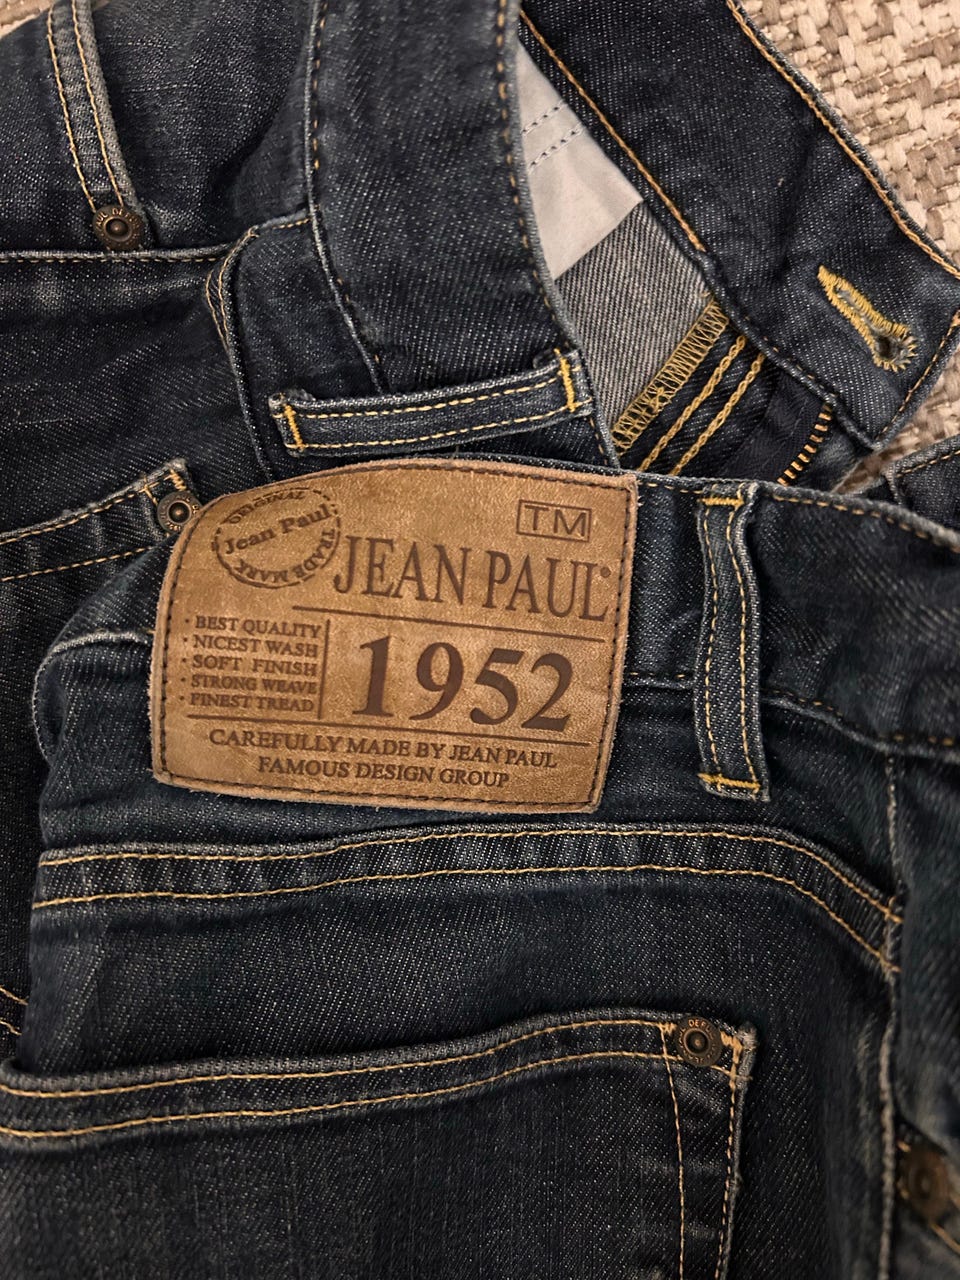 ORIGINAL
Jean Paul
TRADE MARK
TM
JEAN PAUL
· BEST QUALITY
· NICEST WASH
· SOFT FINISH
· STRONG WEAVE
· FINEST TREAD
1952
CAREFULLY MADE BY JEAN PAUL
FAMOUS DESIGN GROUP